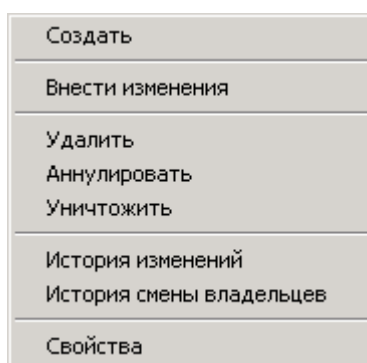 Создать
Внести изменения
Удалить
Аннулировать
Уничтожить
История изменений
История смены владельцев
Свойства